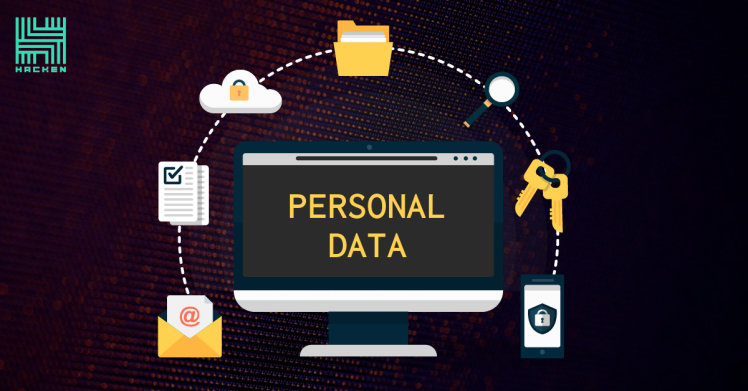 HACKEN
PERSONAL
DATA
@